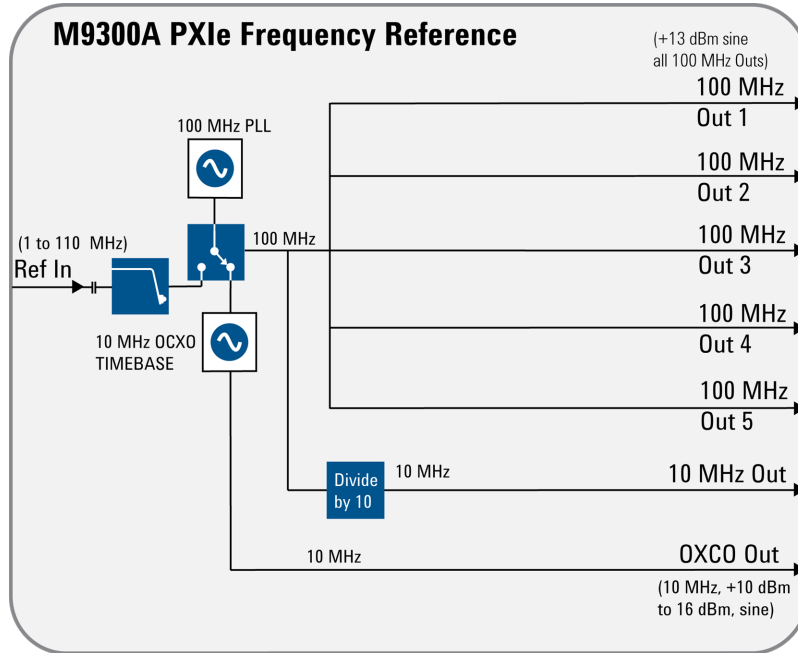 M9300A PXIe Frequency Reference
(+13 dBm sine
all 100 MHz Outs)
100 MHz
Out 1
100 MHz PLL
100 MHz
Out 2
(1 to 110 MHz)
Ref In
100 MHz
100 MHz
Out 3
10 MHz OCXO
TIMEBASE
100 MHz
Out 4
100 MHz
Out 5
Divide
by 10
10 MHz
10 MHz Out
10 MHz
OXCO Out
(10 MHz, +10 dBm
to 16 dBm, sine)